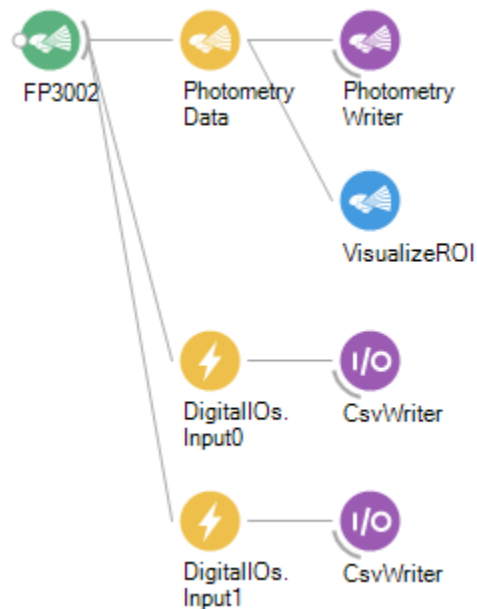 FP3002
Photometry
Data
Photometry
Writer
VisualizeROI
DigitalIOs.
Input0
I/O
CsvWriter
DigitalIOs.
Input1
I/O
CsvWriter